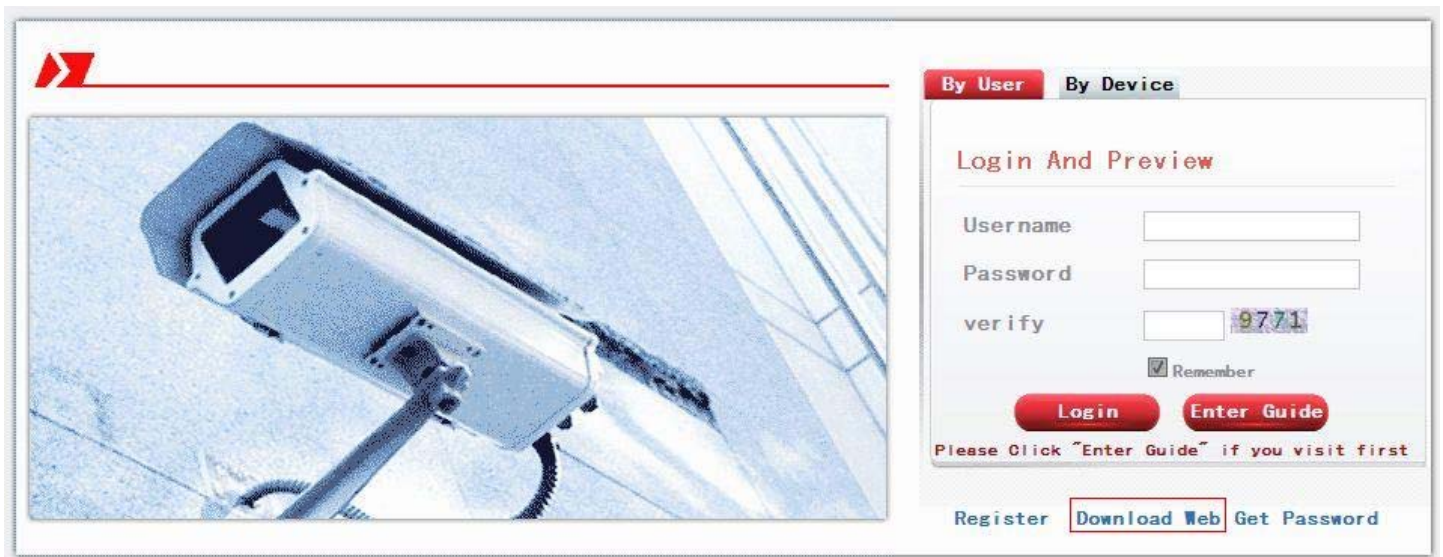 By User By Device
Login And Preview
Username
Password
verify 9771
Remember
Login Enter Guide
Please Click "Enter Guide" if you visit first
Register Download Web Get Password